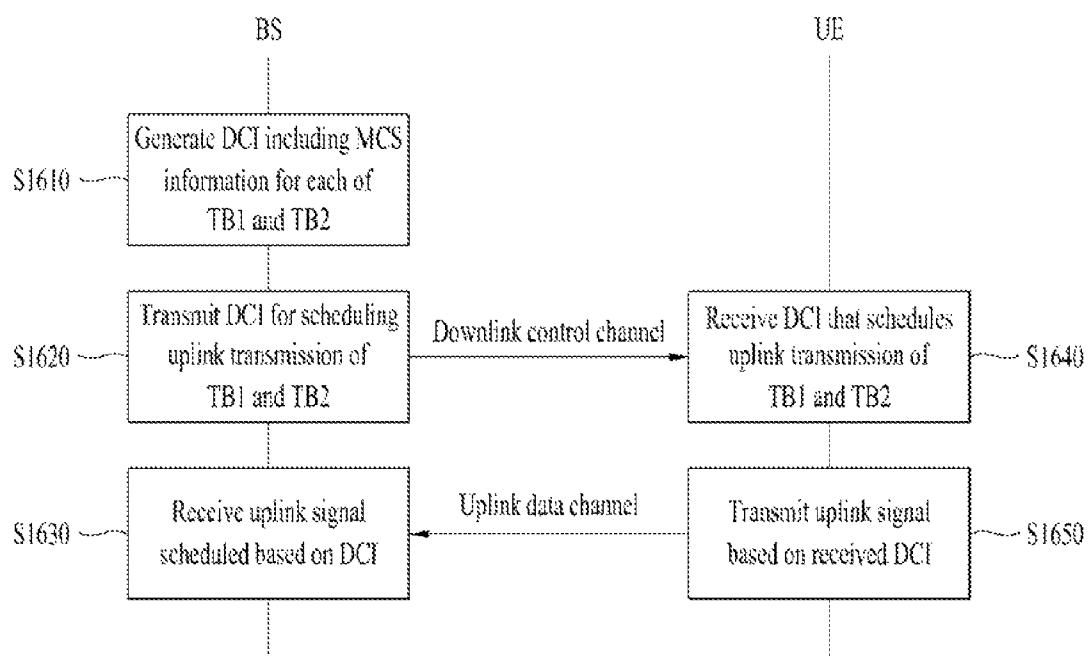 BS
UE
Generate DCI including MCS
information for each of
TB1 and TB2
S1610
Transmit DCI for scheduling
uplink transmission of
TB1 and TB2
S1620
Downlink control channel
Receive DCI that schedules
uplink transmission of
TB1 and TB2
S1640
Receive uplink signal
scheduled based on DCI
S1630
Uplink data channel
Transmit uplink signal
based on received DCI
S1650